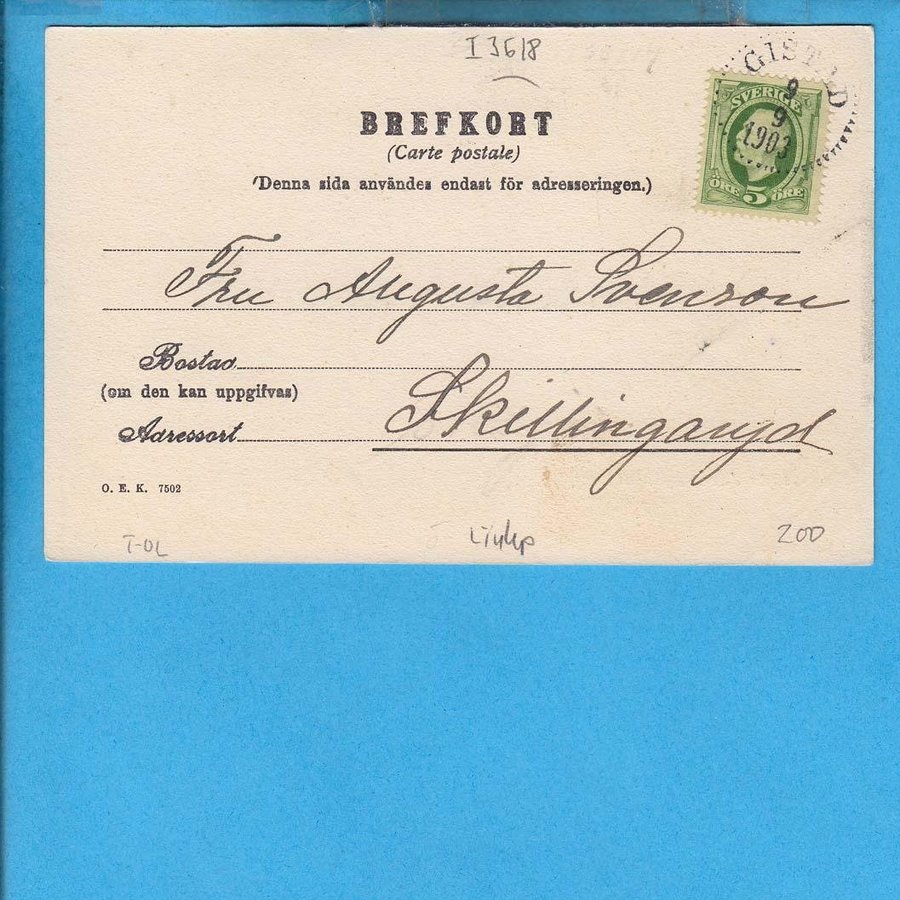 I 3618
GISTAD
9
9
1903
SVERIGE
ÖRE 5 ÖRE
BREFKORT
(Carte postale)
(Denna sida användes endast för adresseringen.)
Fru Augusta Svenson
Bostad
(om den kan uppgifvas)
Skillingaryd
Adressort
O. E. K. 7502
T-OL
200